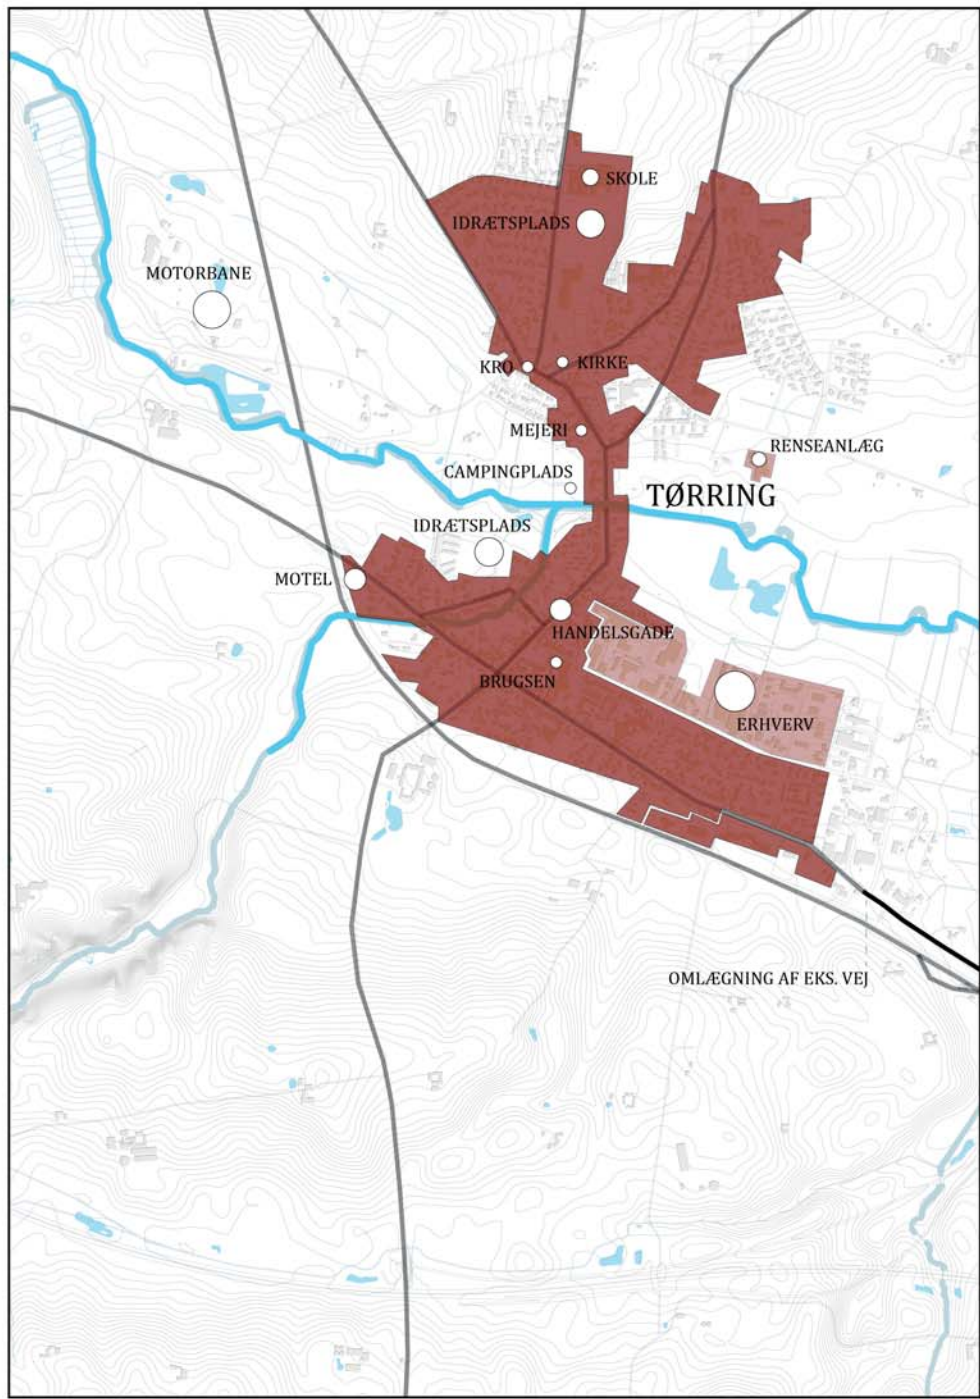 SKOLE
IDRÆTSPLADS
MOTORBANE
KRO
KIRKE
MEJERI
RENSEANLÆG
CAMPINGPLADS
TØRRING
IDRÆTSPLADS
MOTEL
HANDELSGADE
BRUGSEN
ERHVERV
OMLÆGNING AF EKS. VEJ